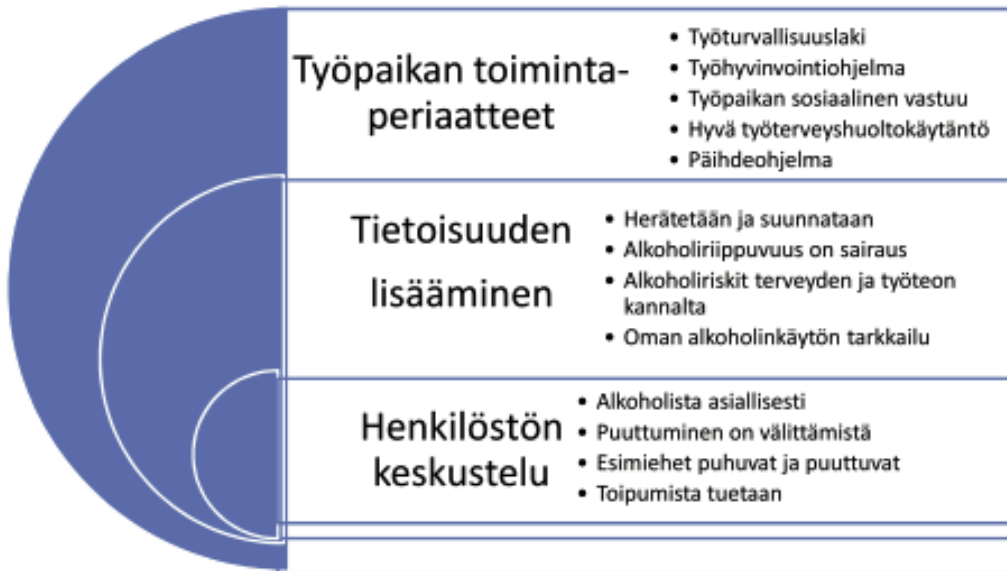 Työpaikan toiminta-
periaatteet
• Työturvallisuuslaki
• Työhyvinvointiohjelma
• Työpaikan sosiaalinen vastuu
• Hyvä työterveyshuoltokäytäntö
• Päihdeohjelma
Tietoisuuden
lisääminen
• Herätetään ja suunnataan
• Alkoholiriippuvuus on sairaus
• Alkoholiriskit terveyden ja työteon
kannalta
• Oman alkoholinkäytön tarkkailu
Henkilöstön
keskustelu
• Alkoholista asiallisesti
• Puuttuminen on välittämistä
• Esimiehet puhuvat ja puuttuvat
• Toipumista tuetaan